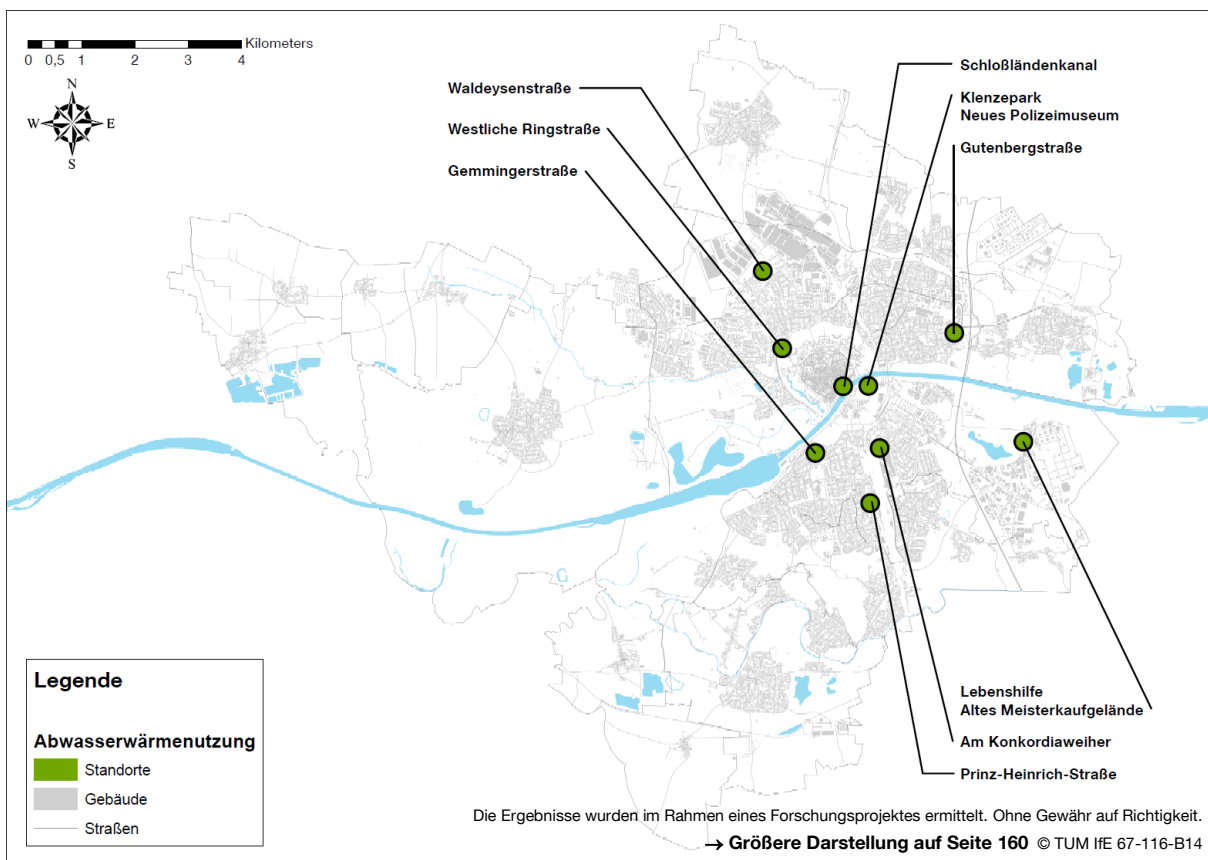 Kilometers
0 0,5 1 2 3 4
N
W E
S
Waldeysenstraße
Westliche Ringstraße
Gemmingerstraße
Schloßländenkanal
Klenzepark
Neues Polizeimuseum
Gutenbergstraße
Lebenshilfe
Altes Meisterkaufgelände
Am Konkordiaweiher
Prinz-Heinrich-Straße
Legende
Abwasserwärmenutzung
Standorte
Gebäude
Straßen
Die Ergebnisse wurden im Rahmen eines Forschungsprojektes ermittelt. Ohne Gewähr auf Richtigkeit.
→ Größere Darstellung auf Seite 160 © TUM IfE 67-116-B14